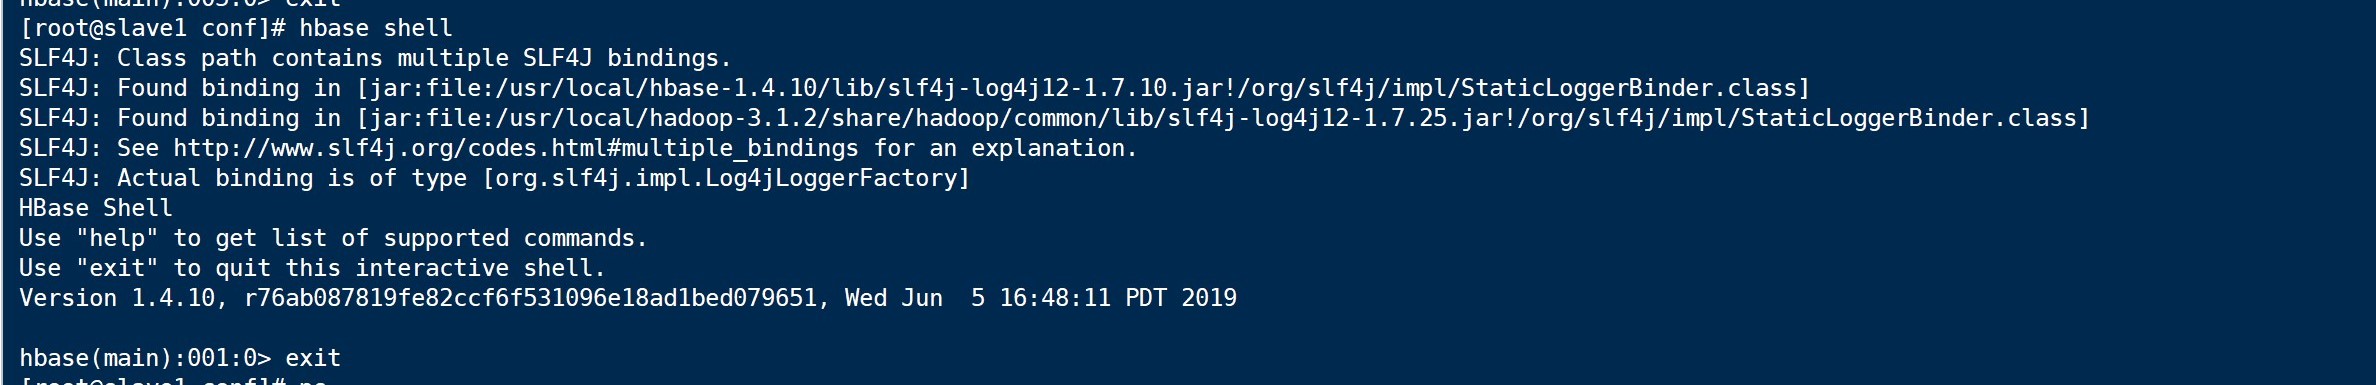 hbase(main):003:0> exit
[root@slave1 conf]# hbase shell
SLF4J: Class path contains multiple SLF4J bindings.
SLF4J: Found binding in [jar:file:/usr/local/hbase-1.4.10/lib/slf4j-log4j12-1.7.10.jar!/org/slf4j/impl/StaticLoggerBinder.class]
SLF4J: Found binding in [jar:file:/usr/local/hadoop-3.1.2/share/hadoop/common/lib/slf4j-log4j12-1.7.25.jar!/org/slf4j/impl/StaticLoggerBinder.class]
SLF4J: See http://www.slf4j.org/codes.html#multiple_bindings for an explanation.
SLF4J: Actual binding is of type [org.slf4j.impl.Log4jLoggerFactory]
HBase Shell
Use "help" to get list of supported commands.
Use "exit" to quit this interactive shell.
Version 1.4.10, r76ab087819fe82ccf6f531096e18ad1bed079651, Wed Jun  5 16:48:11 PDT 2019
hbase(main):001:0> exit
[root@slave1 conf]#